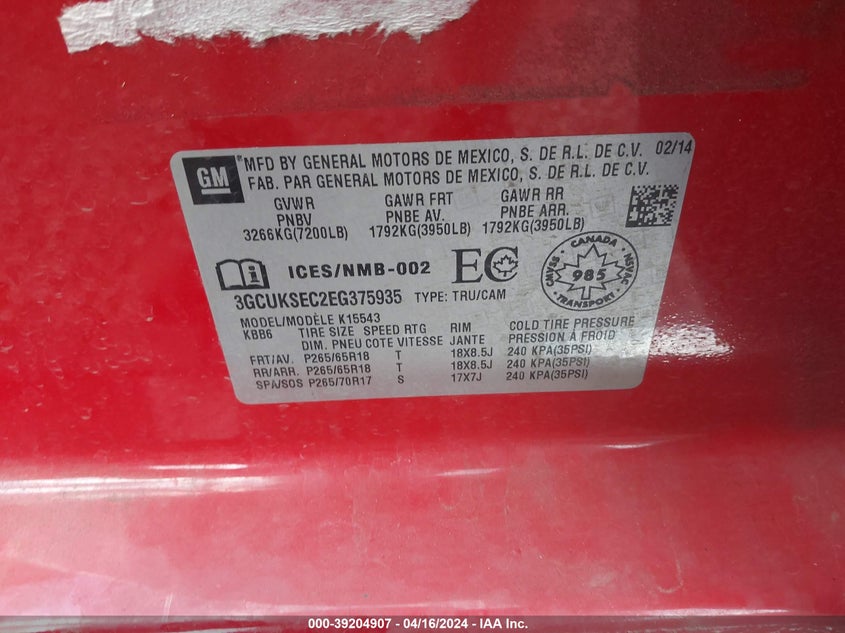 GM
®MFD BY GENERAL MOTORS DE MEXICO, S. DE R.L. DE C.V. 02/14
FAB. PAR GENERAL MOTORS DE MEXICO, S. DE R.L. DE C.V.
GVWR GAWR FRT GAWR RR
PNBV PNBE AV. PNBE ARR.
3266KG(7200LB) 1792KG(3950LB) 1792KG(3950LB)
ICES/NMB-002 EC
CANADA
CMVSS NSVAC
985
TRANSPORT
3GCUKSEC2EG375935 TYPE: TRU/CAM
MODEL/MODÈLE K15543
KBB6 TIRE SIZE SPEED RTG RIM COLD TIRE PRESSURE
DIM. PNEU COTE VITESSE JANTE PRESSION À FROID
FRT/AV. P265/65R18 T 18X8.5J 240 KPA(35PSI)
RR/ARR. P265/65R18 T 18X8.5J 240 KPA(35PSI)
SPA/SOS P265/70R17 S 17X7J 240 KPA(35PSI)
000-39204907 - 04/16/2024 - IAA Inc.